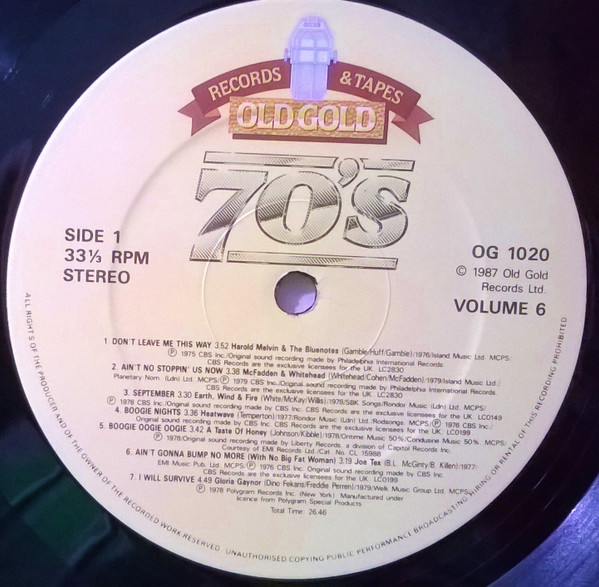 RECORDS & TAPES
OLD GOLD
70'S
SIDE 1
33⅓ RPM
STEREO
OG 1020
© 1987 Old Gold
Records Ltd.
VOLUME 6
1. DON'T LEAVE ME THIS WAY 3.52 Harold Melvin & The Bluenotes (Gamble/Huff/Gamble)/1976/Island Music Ltd. MCPS:
℗ 1975 CBS Inc./Original sound recording made by Philadelphia International Records.
CBS Records are the exclusive licensees for the UK. LC2830
2. AIN'T NO STOPPIN' US NOW 3.38 McFadden & Whitehead (Whitehead/Cohen/McFadden)/1979/Island Music Ltd./
Planetary Nom. (Ldn) Ltd. MCPS/℗ 1979 CBS Inc./Original sound recording made by Philadelphia International Records.
CBS Records are the exclusive licensees for the UK. LC2830
3. SEPTEMBER 3.30 Earth, Wind & Fire (White/McKay/Willis)/1978/SBK Songs/Rondor Music (Ldn) Ltd. MCPS:
℗ 1978 CBS Inc./Original sound recording made by CBS Inc. CBS Records are the exclusive licensees for the UK LC0149
4. BOOGIE NIGHTS 3.36 Heatwave (Temperton):1977/Rondor Music (Ldn) Ltd./Rodsongs. MCPS/℗ 1976 CBS Inc./
Original sound recording made by CBS Inc. CBS Records are the exclusive licensees for the UK. LC0199
5. BOOGIE OOGIE OOGIE 3.42 A Taste Of Honey (Johnson/Kibble)/1978/Ontome Music 50%/Conduaine Music 50%. MCPS:
℗ 1978/Original sound recording made by Liberty Records, a division of Capitol Records Inc.
Courtesy of EMI Records Ltd./Cat. No. CL 15988
6. AIN'T GONNA BUMP NO MORE (With No Big Fat Woman) 3.19 Joe Tex (B.L. McGinty/B. Killen):1977:
EMI Music Pub. Ltd. MCPS/℗ 1976 CBS Inc. Original sound recording made by CBS Inc.
CBS Records are the exclusive licensees for the UK. LC0199
7. I WILL SURVIVE 4.49 Gloria Gaynor (Dino Fekaris/Freddie Perren)/1979/Welk Music Group Ltd. MCPS
℗ 1978 Polygram Records Inc (New York) Manufactured under
licence from Polygram Special Products
Total Time: 26.46
ALL RIGHTS OF THE PRODUCER AND OF THE OWNER OF THE RECORDED WORK RESERVED. UNAUTHORISED COPYING PUBLIC PERFORMANCE BROADCASTING HIRING OR RENTAL OF THIS RECORDING PROHIBITED.